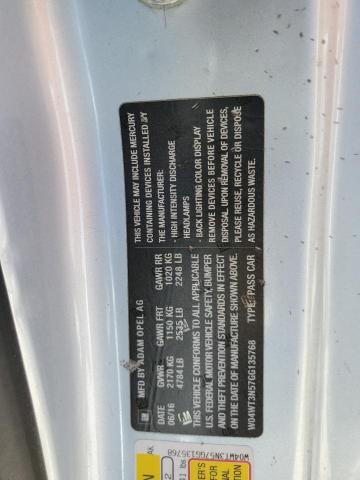 MFD BY ADAM OPEL AG
GVWR GAWR FRT GAWR RR
06/16 2170 KG 1150 KG 1020 KG
4784 LB 2535 LB 2248 LB
THIS VEHICLE CONFORMS TO ALL APPLICABLE
U.S. FEDERAL MOTOR VEHICLE SAFETY, BUMPER
AND THEFT PREVENTION STANDARDS IN EFFECT
ON THE DATE OF MANUFACTURE SHOWN ABOVE.
W04WT3N57GG135768 TYPE: PASS CAR
THIS VEHICLE MAY INCLUDE MERCURY
CONTAINING DEVICES INSTALLED BY
THE MANUFACTURER:
- HIGH INTENSITY DISCHARGE
HEADLAMPS
- BACK LIGHTING COLOR DISPLAY
REMOVE DEVICES, BEFORE VEHICLE
DISPOSAL. UPON REMOVAL OF DEVICES,
PLEASE REUSE, RECYCLE OR DISPOSE
AS HAZARDOUS WASTE.
GM
W04WT3N57GG135768